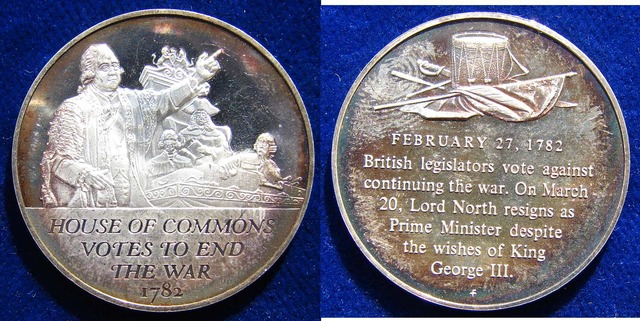 HOUSE OF COMMONS
VOTES TO END
THE WAR
1782
FEBRUARY 27, 1782
British legislators vote against
continuing the war. On March
20, Lord North resigns as
Prime Minister despite
the wishes of King
George III.